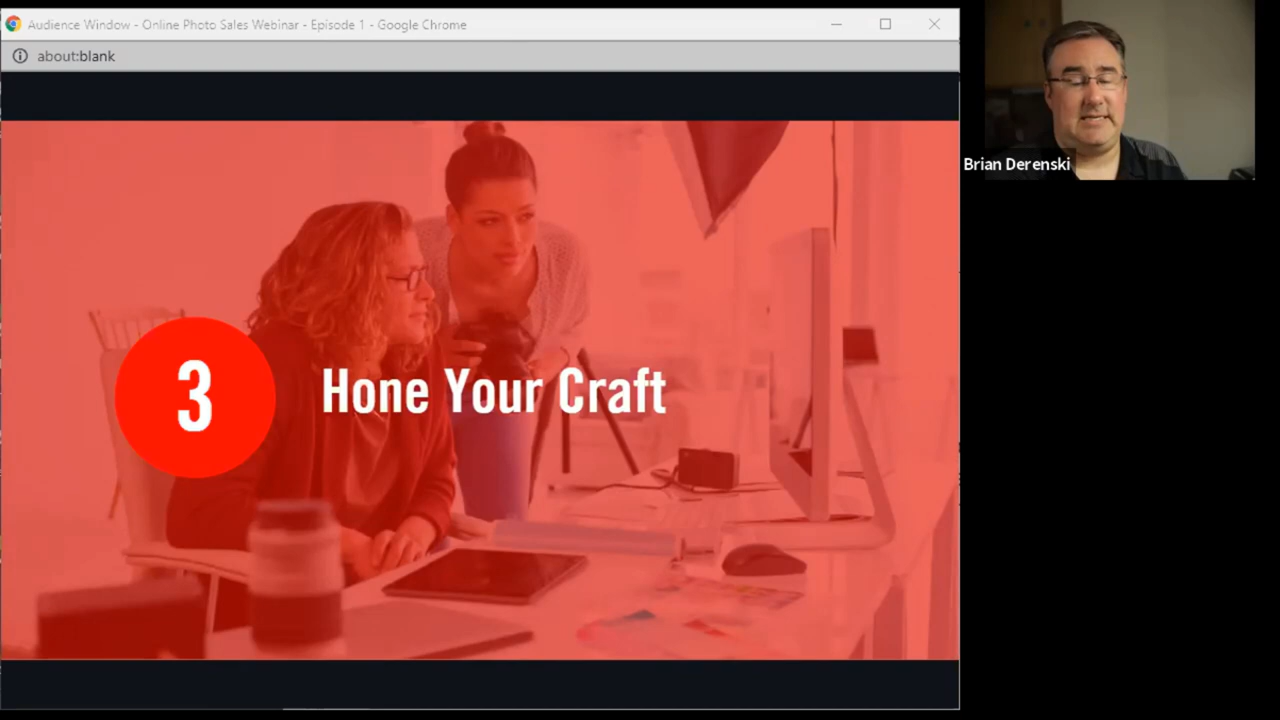 Audience Window - Online Photo Sales Webinar - Episode 1 - Google Chrome
about:blank
Brian Derenski
3
Hone Your Craft